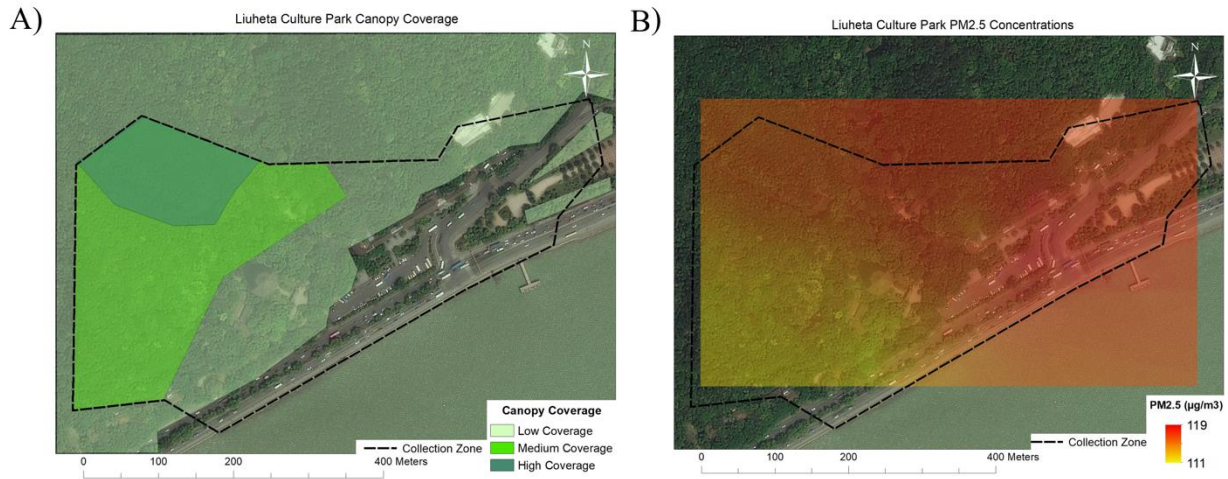 A)
Liuheta Culture Park Canopy Coverage
N
Canopy Coverage
Low Coverage
Medium Coverage
High Coverage
Collection Zone
0 100 200 400 Meters
B)
Liuheta Culture Park PM2.5 Concentrations
N
PM2.5 (µg/m3)
119
111
Collection Zone
0 100 200 400 Meters